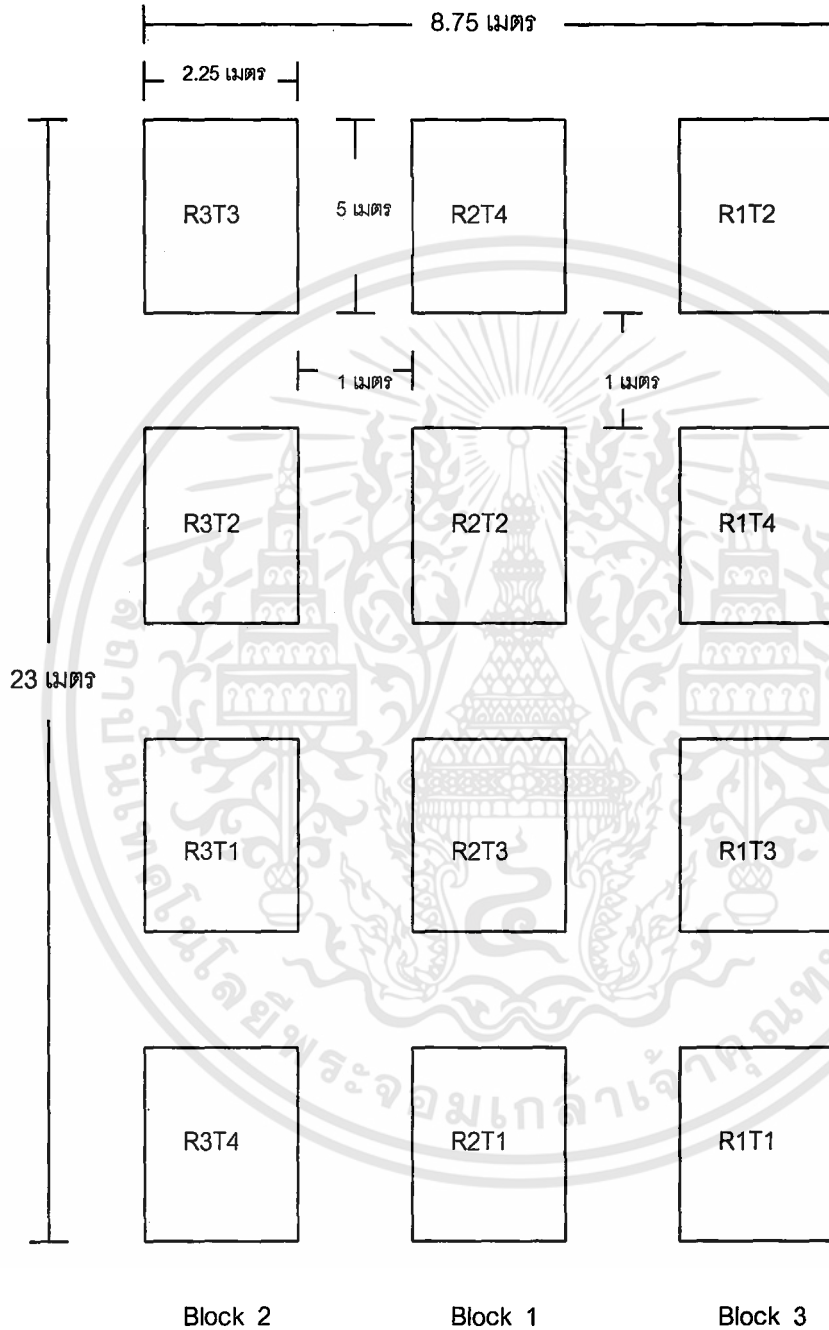 8.75 เมตร
2.25 เมตร
R3T3
5 เมตร
R2T4
R1T2
1 เมตร
1 เมตร
R3T2
R2T2
R1T4
23 เมตร
R3T1
R2T3
R1T3
R3T4
R2T1
R1T1
Block 2
Block 1
Block 3